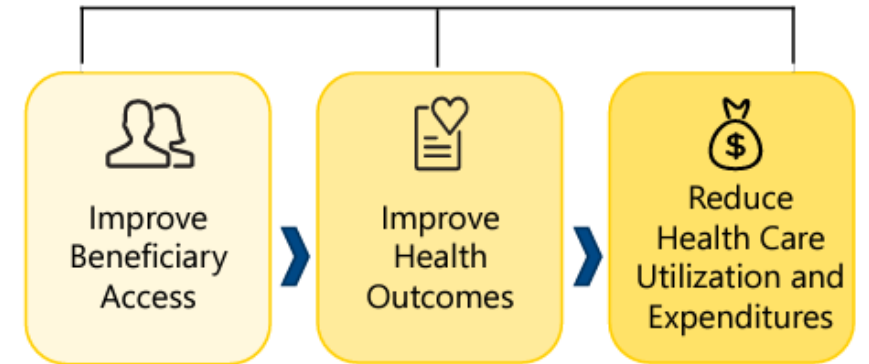 Improve
Beneficiary
Access
Improve
Health
Outcomes
$
Reduce
Health Care
Utilization and
Expenditures